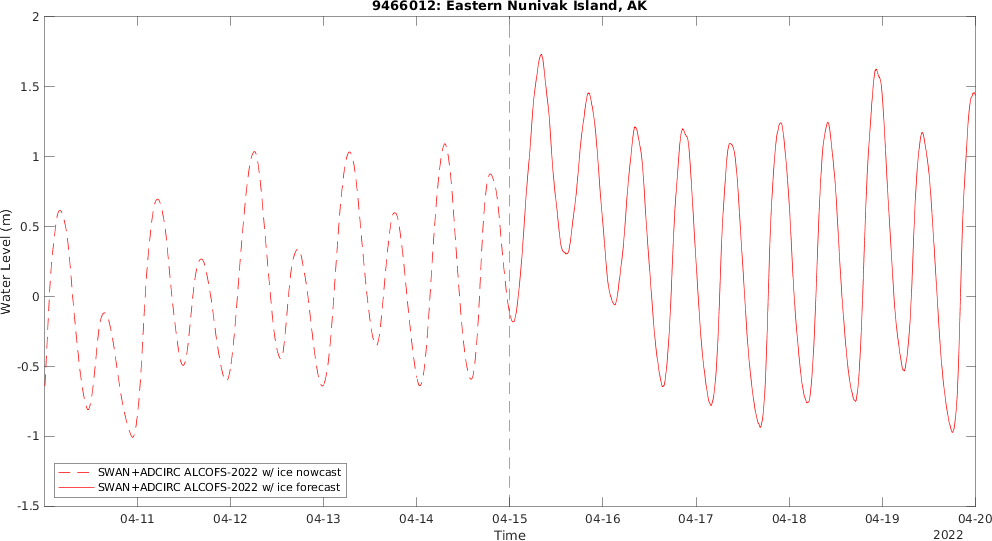 9466012: Eastern Nunivak Island, AK
2
1.5
1
0.5
0
-0.5
-1
-1.5
Water Level (m)
SWAN+ADCIRC ALCOFS-2022 w/ ice nowcast
SWAN+ADCIRC ALCOFS-2022 w/ ice forecast
04-11 04-12 04-13 04-14 04-15 04-16 04-17 04-18 04-19 04-20
Time
2022